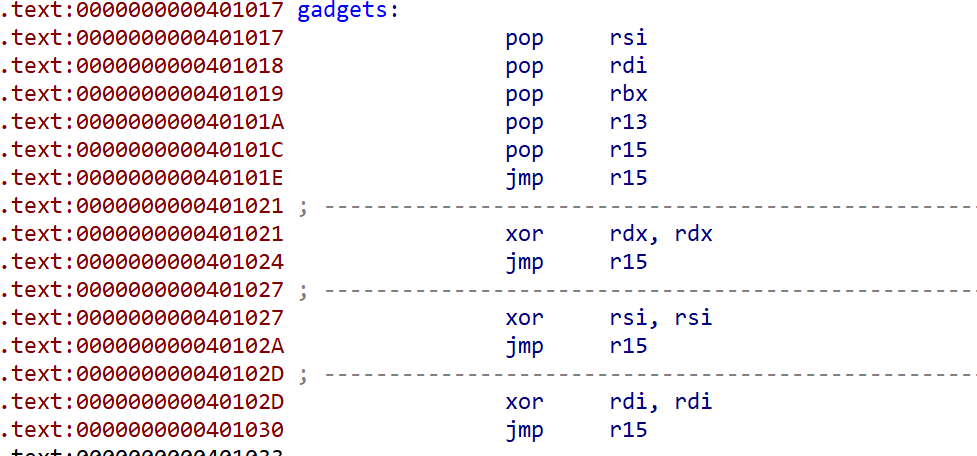 .text:0000000000401017 gadgets:
.text:0000000000401017 pop rsi
.text:0000000000401018 pop rdi
.text:0000000000401019 pop rbx
.text:000000000040101A pop r13
.text:000000000040101C pop r15
.text:000000000040101E jmp r15
.text:0000000000401021 ; --------------------------------------------------
.text:0000000000401021 xor rdx, rdx
.text:0000000000401024 jmp r15
.text:0000000000401027 ; --------------------------------------------------
.text:0000000000401027 xor rsi, rsi
.text:000000000040102A jmp r15
.text:000000000040102D ; --------------------------------------------------
.text:000000000040102D xor rdi, rdi
.text:0000000000401030 jmp r15
.text:0000000000401033